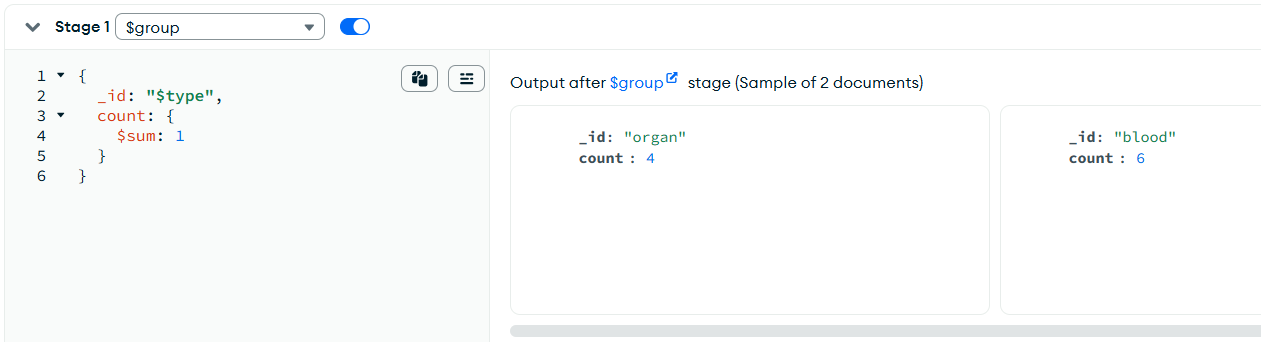 Stage 1 $group
1 {
2 _id: "$type",
3 count: {
4 $sum: 1
5 }
6 }
Output after $group stage (Sample of 2 documents)
_id: "organ"
count : 4
_id: "blood"
count : 6